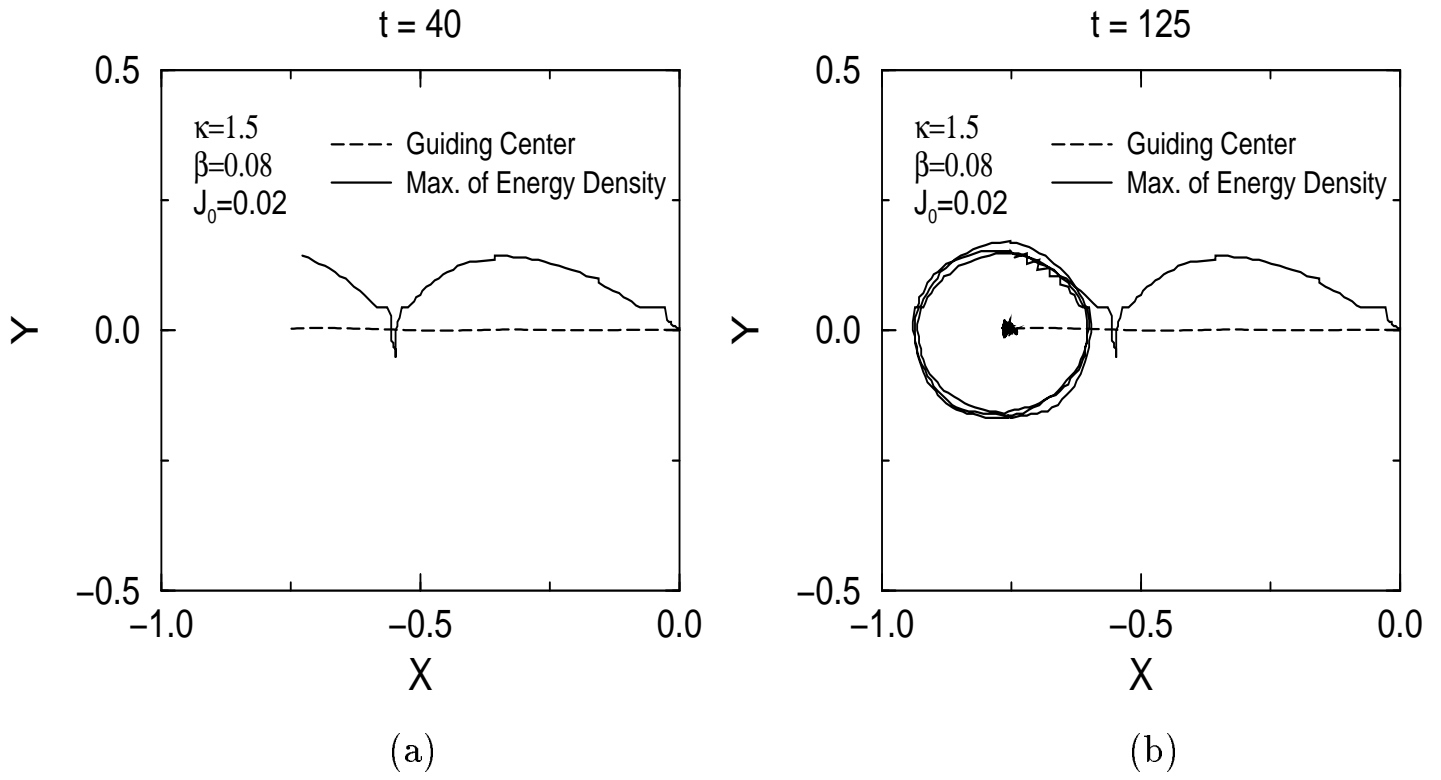 t = 40
0.5
κ=1.5
β=0.08
J0=0.02
Guiding Center
Max. of Energy Density
Y
0.0
−0.5
−1.0
−0.5
0.0
X
(a)
t = 125
0.5
κ=1.5
β=0.08
J0=0.02
Guiding Center
Max. of Energy Density
Y
0.0
−0.5
−1.0
−0.5
0.0
X
(b)